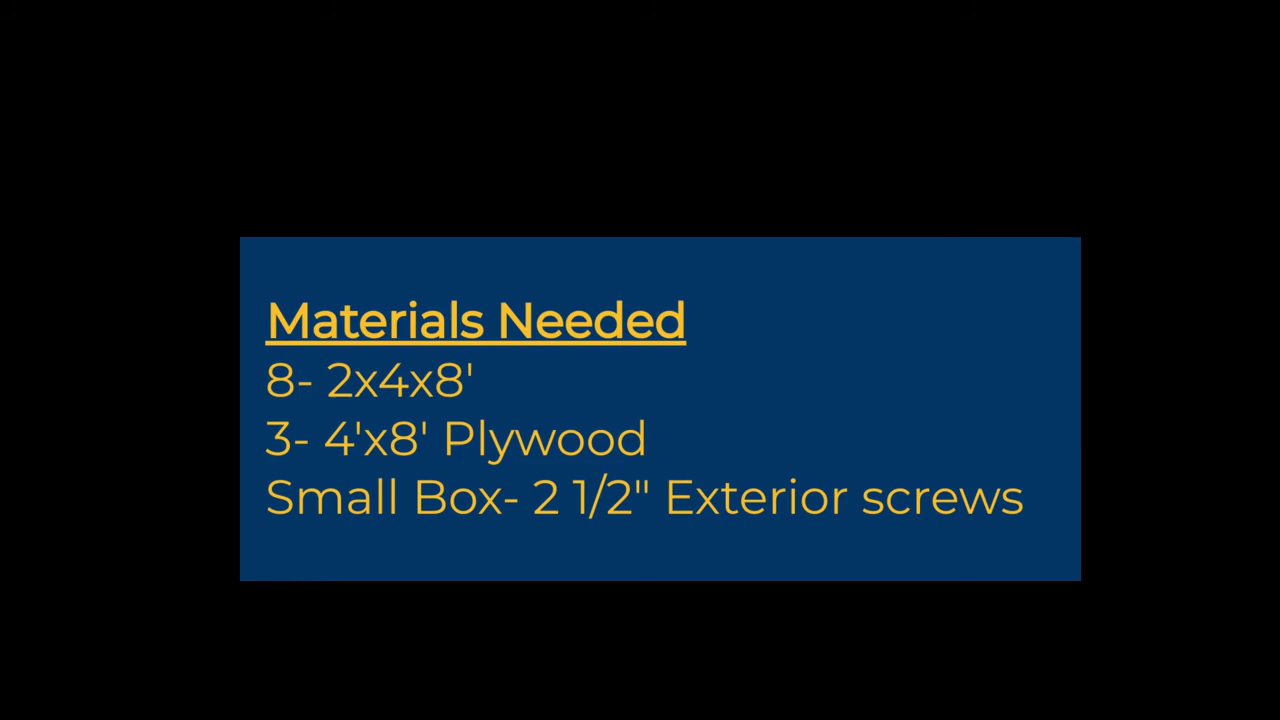 Materials Needed
8- 2x4x8'
3- 4'x8' Plywood
Small Box- 2 1/2" Exterior screws